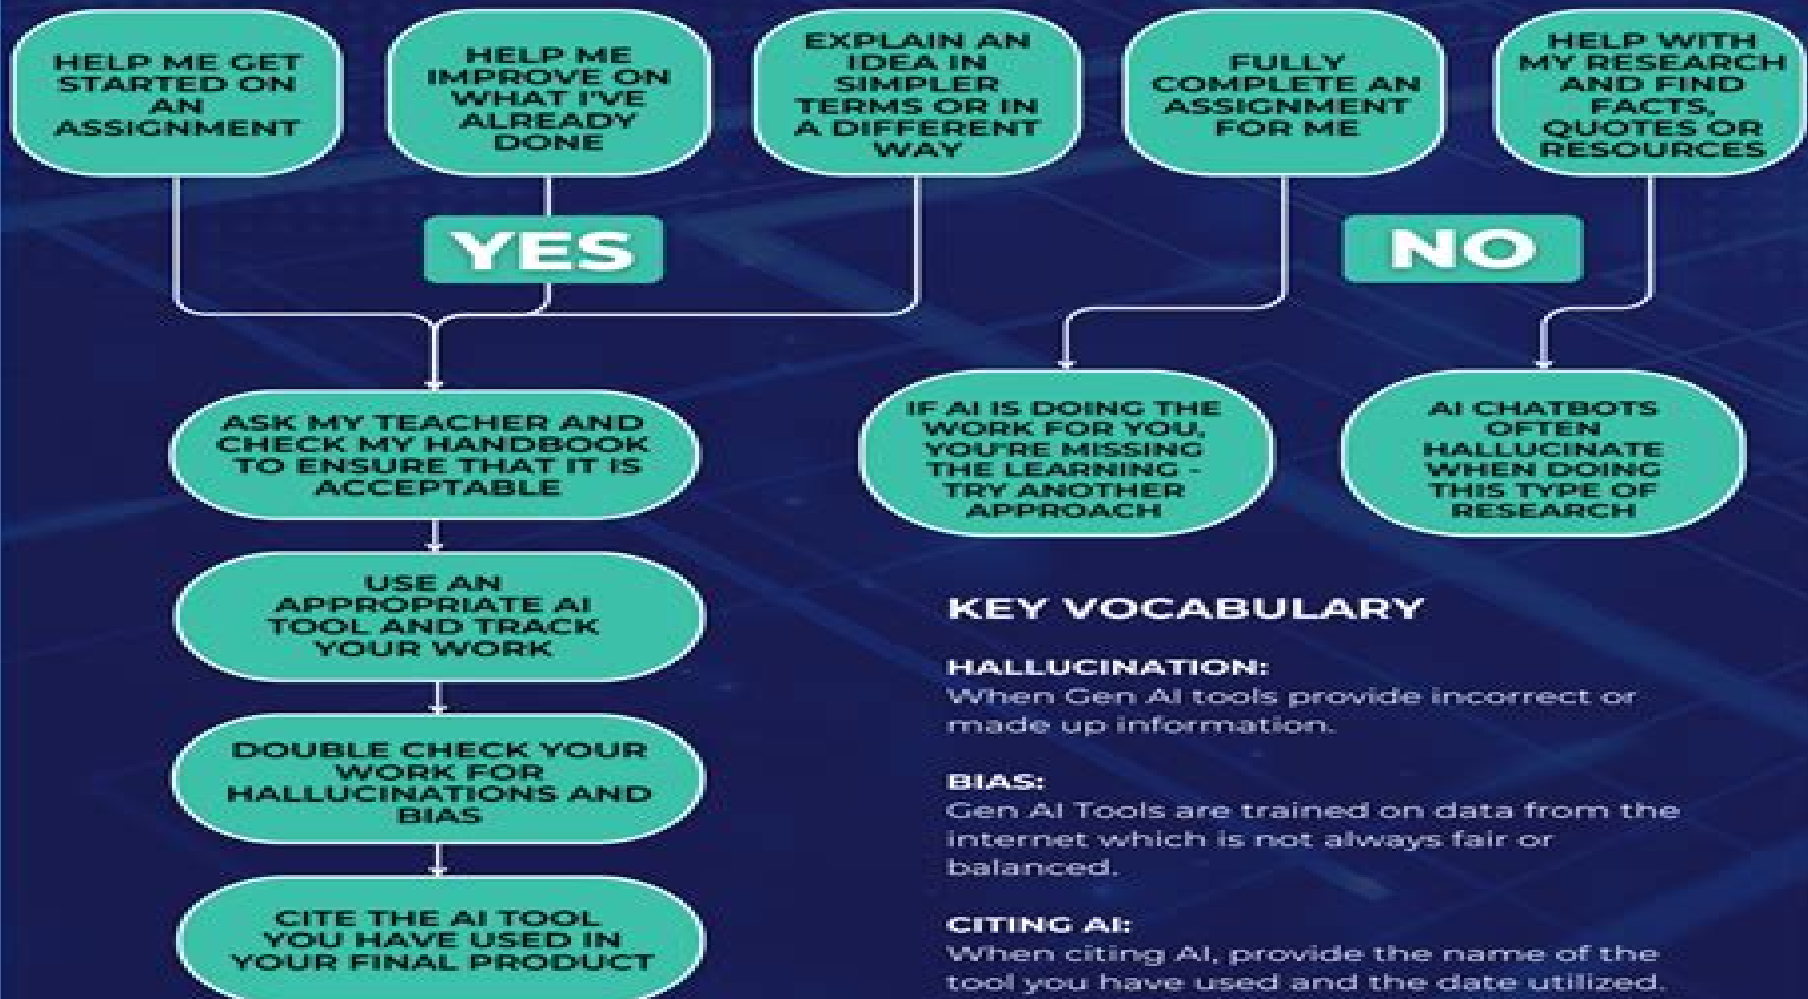 HELP ME GET
STARTED ON
AN
ASSIGNMENT
HELP ME
IMPROVE ON
WHAT I'VE
ALREADY
DONE
EXPLAIN AN
IDEA IN
SIMPLER
TERMS OR IN
A DIFFERENT
WAY
FULLY
COMPLETE AN
ASSIGNMENT
FOR ME
HELP WITH
MY RESEARCH
AND FIND
FACTS,
QUOTES OR
RESOURCES
YES
NO
ASK MY TEACHER AND
CHECK MY HANDBOOK
TO ENSURE THAT IT IS
ACCEPTABLE
IF AI IS DOING THE
WORK FOR YOU,
YOU'RE MISSING
THE LEARNING -
TRY ANOTHER
APPROACH
AI CHATBOTS
OFTEN
HALLUCINATE
WHEN DOING
THIS TYPE OF
RESEARCH
USE AN
APPROPRIATE AI
TOOL AND TRACK
YOUR WORK
DOUBLE CHECK YOUR
WORK FOR
HALLUCINATIONS AND
BIAS
CITE THE AI TOOL
YOU HAVE USED IN
YOUR FINAL PRODUCT
KEY VOCABULARY
HALLUCINATION:
When Gen AI tools provide incorrect or
made up information.
BIAS:
Gen AI Tools are trained on data from the
internet which is not always fair or
balanced.
CITING AI:
When citing AI, provide the name of the
tool you have used and the date utilized.